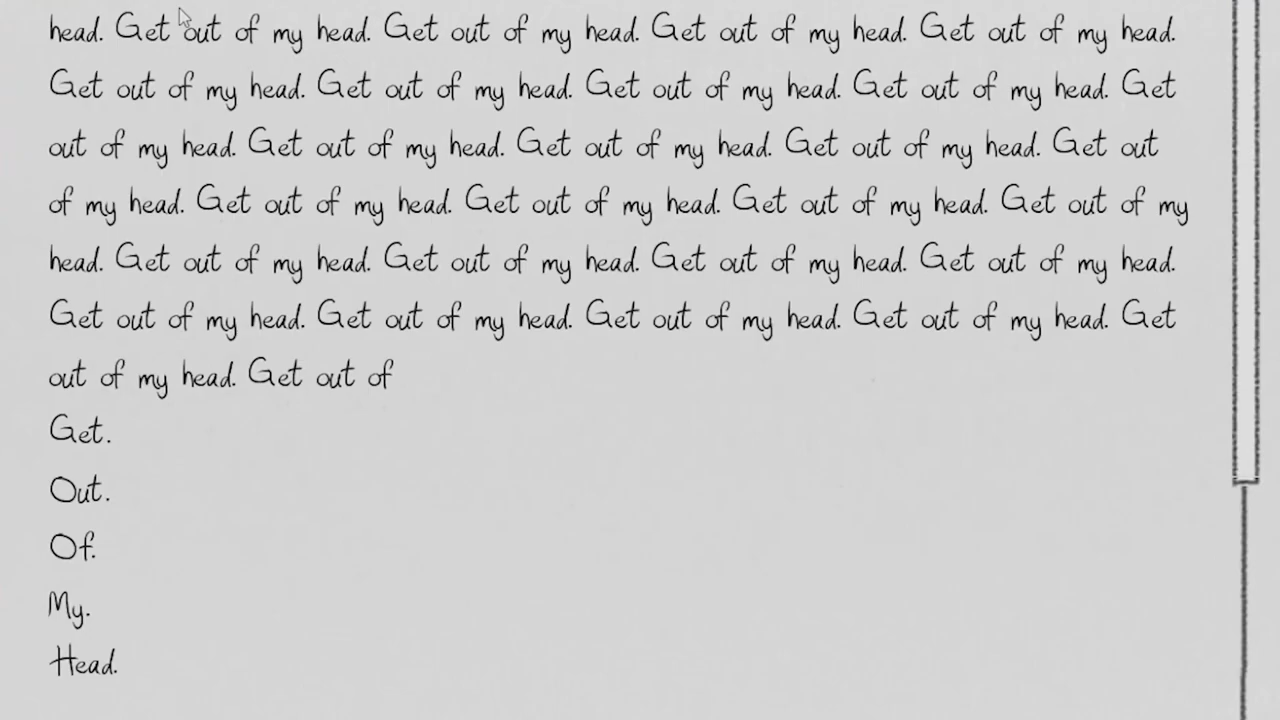 head. Get out of my head. Get out of my head. Get out of my head. Get out of my head.
Get out of my head. Get out of my head. Get out of my head. Get out of my head. Get
out of my head. Get out of my head. Get out of my head. Get out of my head. Get out
of my head. Get out of my head. Get out of my head. Get out of my head. Get out of my
head. Get out of my head. Get out of my head. Get out of my head. Get out of my head.
Get out of my head. Get out of my head. Get out of my head. Get out of my head. Get
out of my head. Get out of
Get.
Out.
Of.
My.
Head.